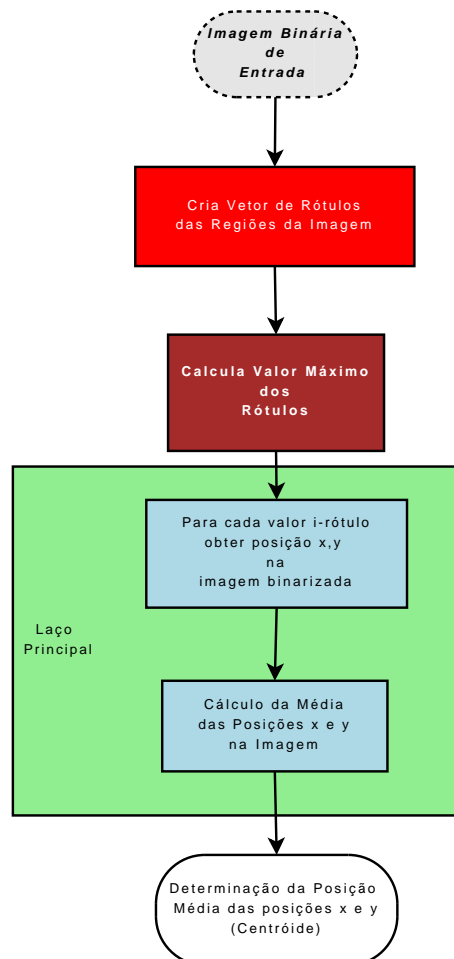 Imagem Binária
de
Entrada
Cria Vetor de Rótulos
das Regiões da Imagem
Calcula Valor Máximo
dos
Rótulos
Para cada valor i-rótulo
obter posição x,y
na
imagem binarizada
Laço
Principal
Cálculo da Média
das Posições x e y
na Imagem
Determinação da Posição
Média das posições x e y
(Centróide)